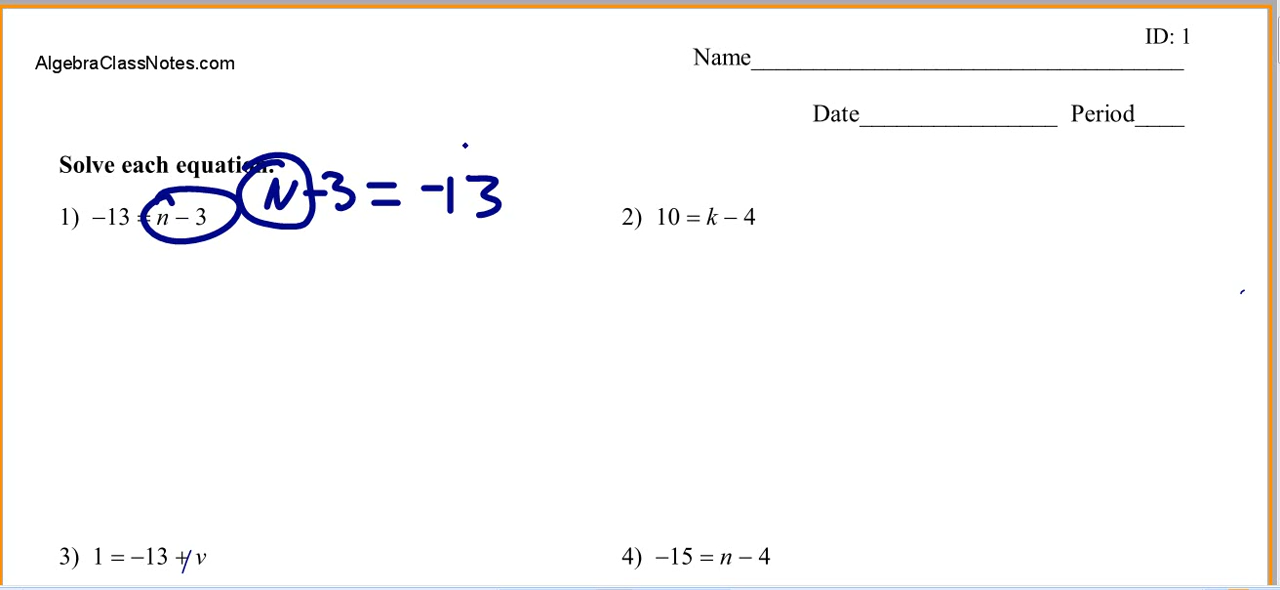 ID: 1
AlgebraClassNotes.com
Name
Date Period
Solve each equation.
N - 3 = -13
1) −13 = n − 3
2) 10 = k − 4
3) 1 = −13 + v
4) −15 = n − 4